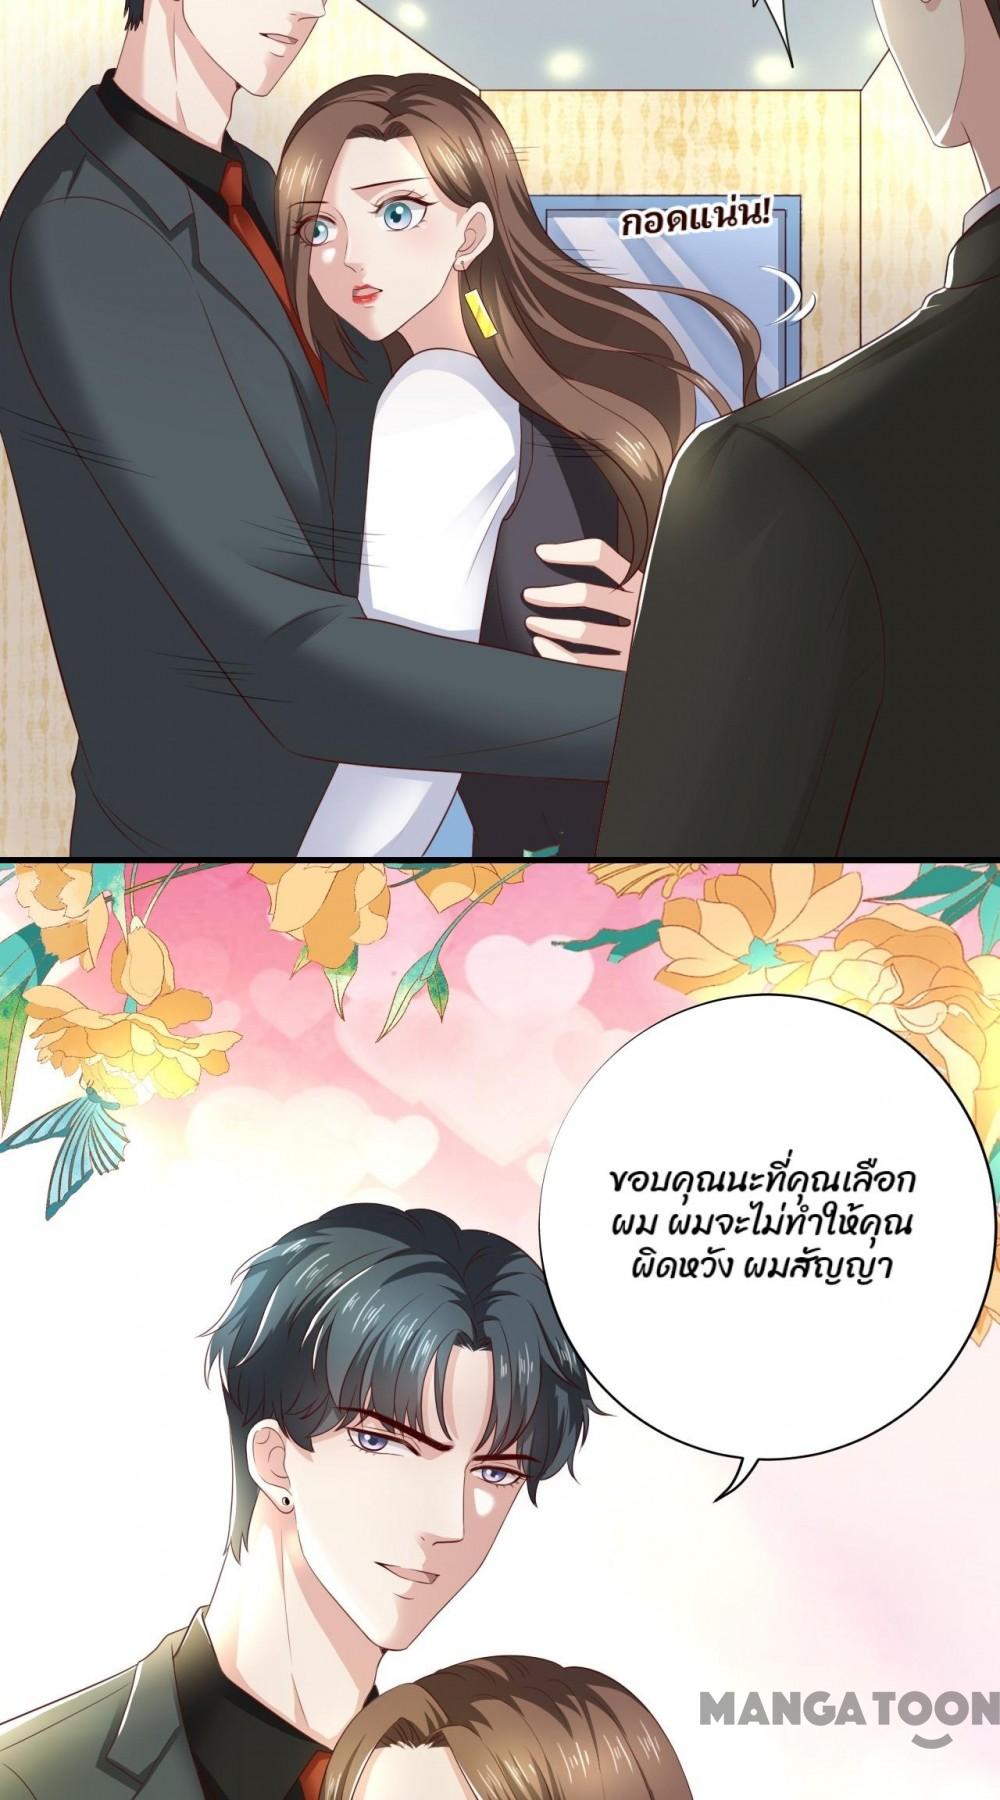 กอดแน่น!
ขอบคุณนะที่คุณเลือก
ผม ผมจะไม่ทำให้คุณ
ผิดหวัง ผมสัญญา
MANGATOON